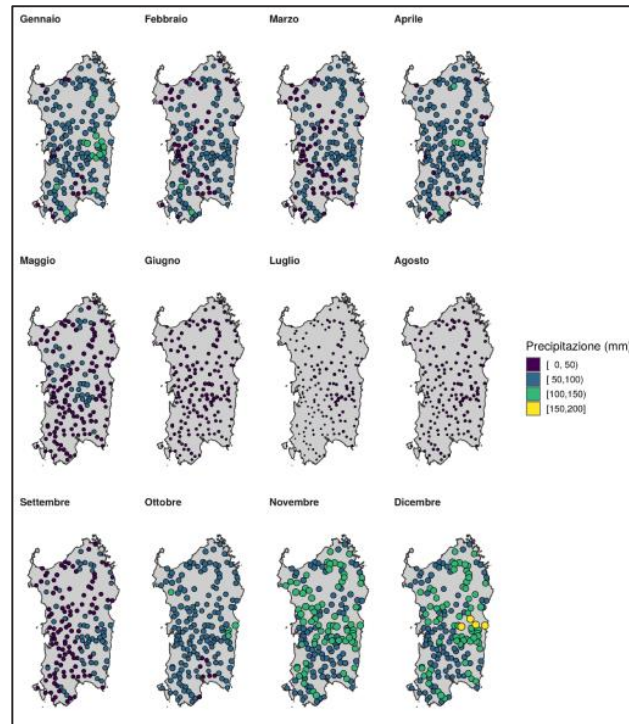 Gennaio Febbraio Marzo Aprile
Maggio Giugno Luglio Agosto
Precipitazione (mm)
[ 0, 50)
[ 50,100)
[100,150)
[150,200]
Settembre Ottobre Novembre Dicembre